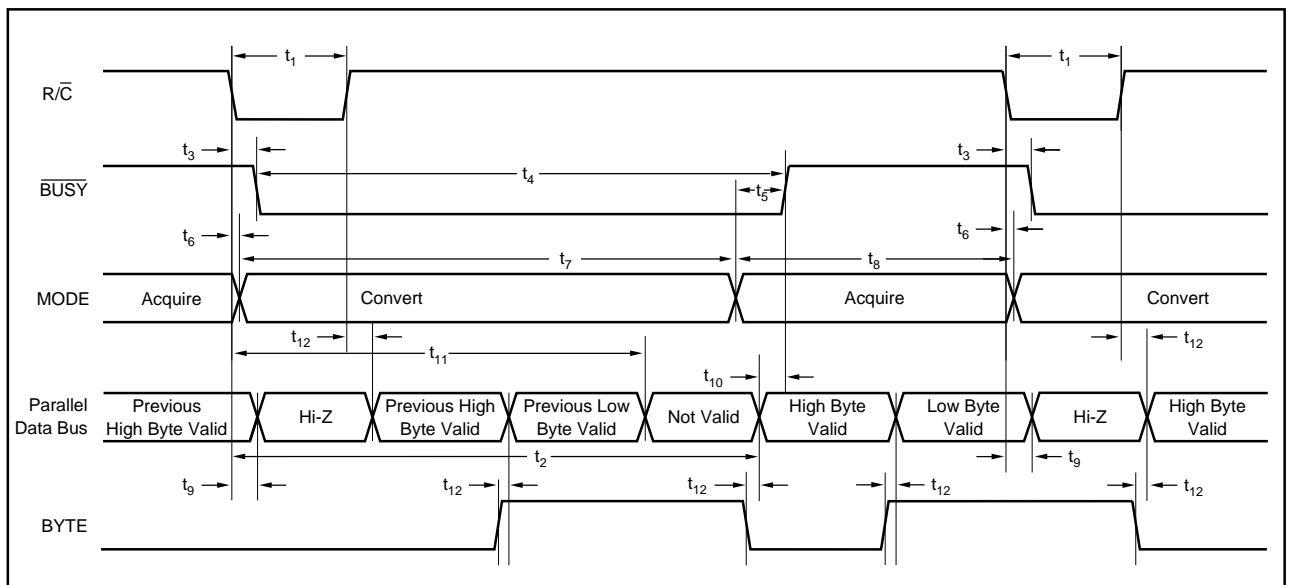 t1
t1
R/C̅
t3
t3
t4
B̅U̅S̅Y̅
t5
t6
t6
t7
t8
MODE
Acquire
Convert
Acquire
Convert
t12
t12
t11
t10
Parallel
Data Bus
Previous
High Byte Valid
Hi-Z
Previous High
Byte Valid
Previous Low
Byte Valid
Not Valid
High Byte
Valid
Low Byte
Valid
Hi-Z
High Byte
Valid
t2
t9
t9
t12
t12
t12
t12
BYTE